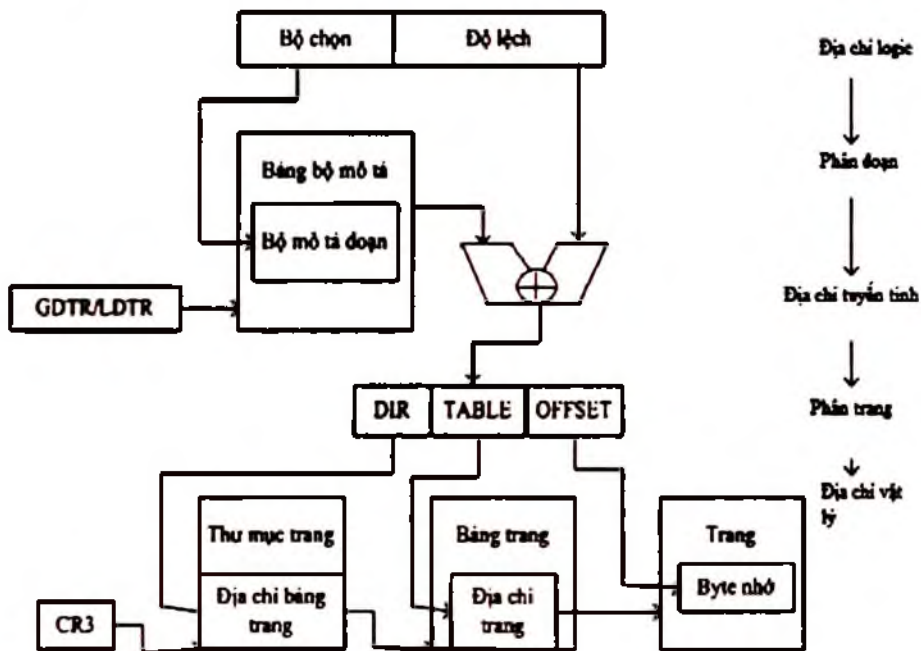 Bộ chọn
Độ lệch
Địa chỉ logic
Bảng bộ mô tả
Phân đoạn
Bộ mô tả đoạn
GDTR/LDTR
Địa chỉ tuyến tính
DIR
TABLE
OFFSET
Phân trang
Thư mục trang
Bảng trang
Trang
Địa chỉ vật
lý
Địa chỉ bảng
trang
Địa chỉ
trang
Byte nhớ
CR3